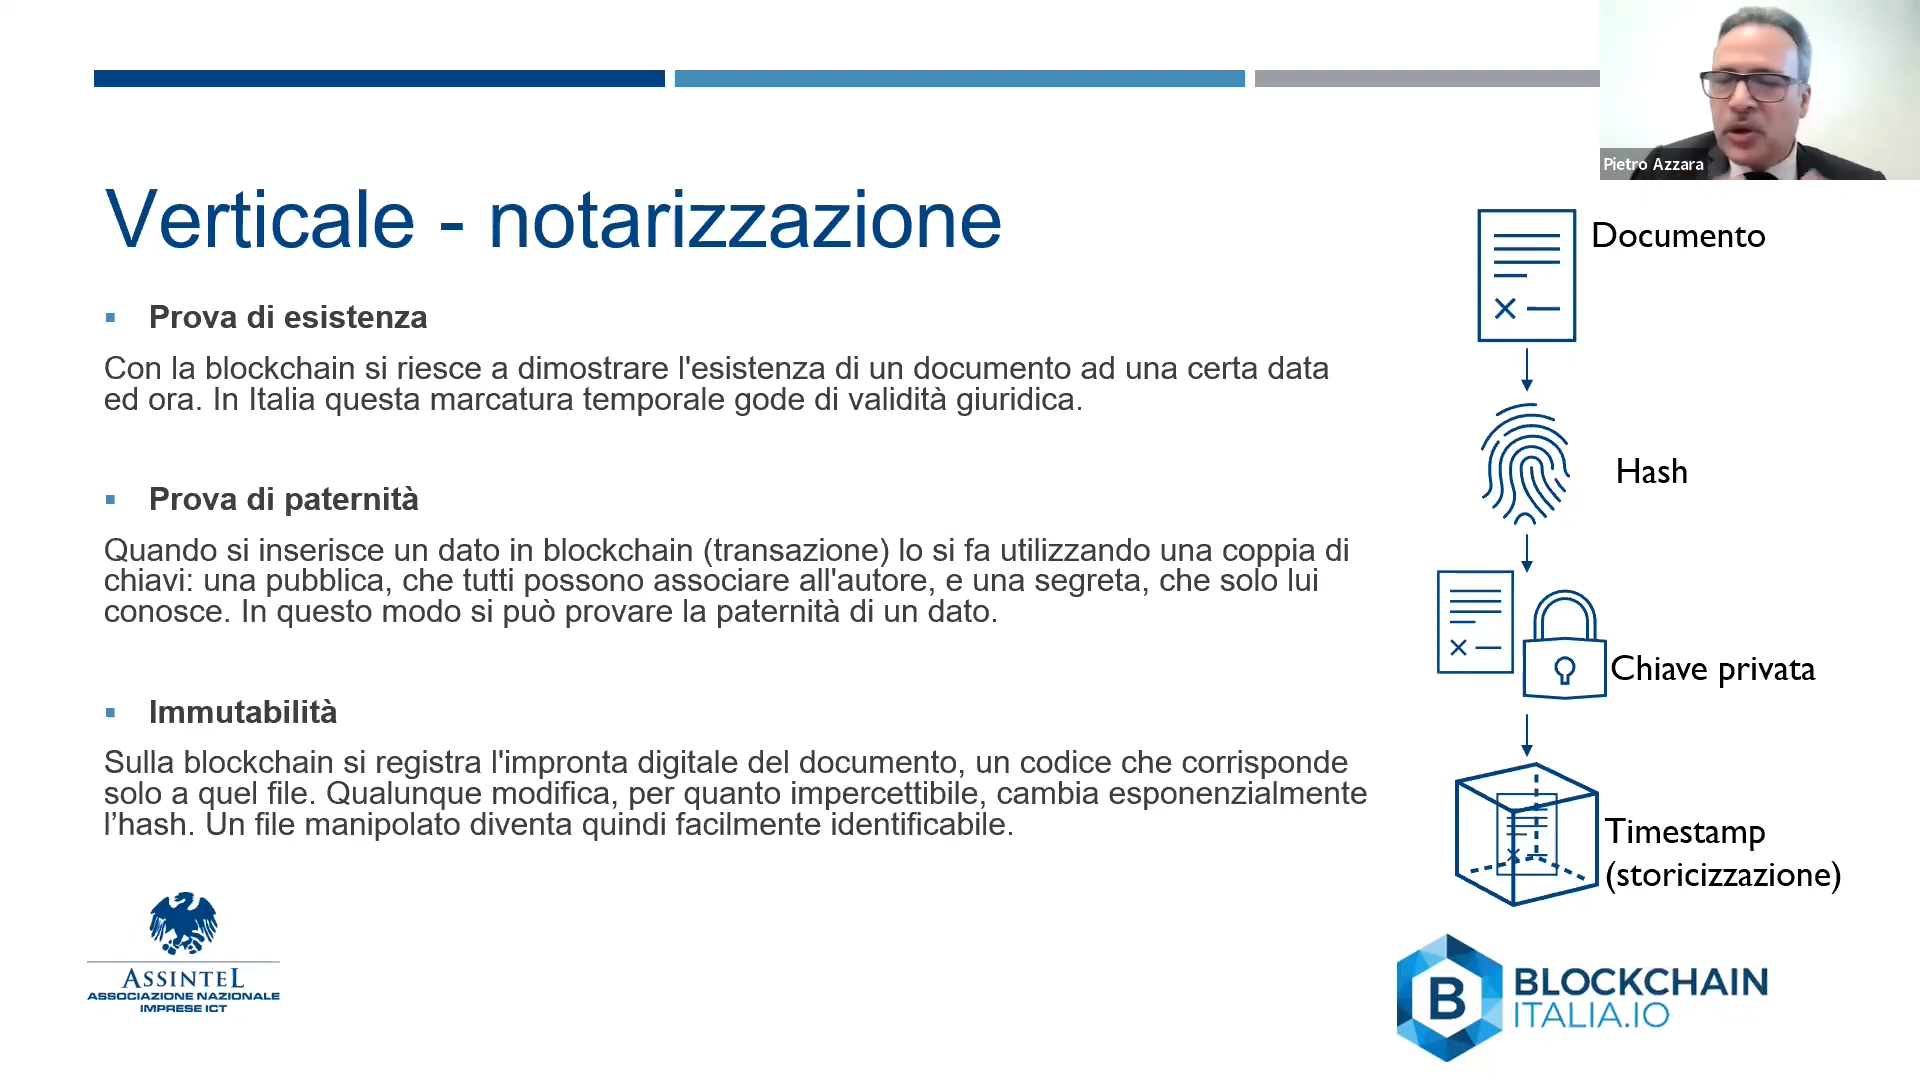 Pietro Azzara
Verticale - notarizzazione
Prova di esistenza
Con la blockchain si riesce a dimostrare l'esistenza di un documento ad una certa data
ed ora. In Italia questa marcatura temporale gode di validità giuridica.
Prova di paternità
Quando si inserisce un dato in blockchain (transazione) lo si fa utilizzando una coppia di
chiavi: una pubblica, che tutti possono associare all'autore, e una segreta, che solo lui
conosce. In questo modo si può provare la paternità di un dato.
Immutabilità
Sulla blockchain si registra l'impronta digitale del documento, un codice che corrisponde
solo a quel file. Qualunque modifica, per quanto impercettibile, cambia esponenzialmente
l’hash. Un file manipolato diventa quindi facilmente identificabile.
Documento
Hash
Chiave privata
Timestamp
(storicizzazione)
ASSINTEL
ASSOCIAZIONE NAZIONALE
IMPRESE ICT
B
BLOCKCHAIN
ITALIA.IO